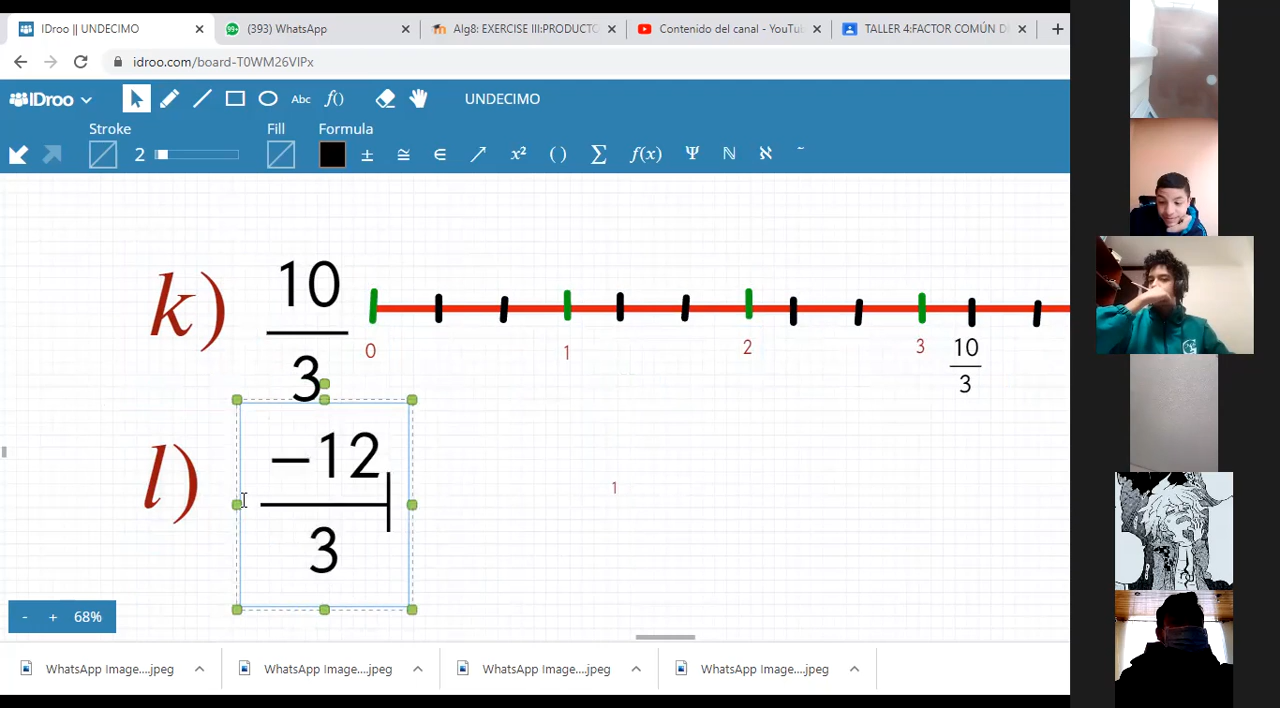 IDroo || UNDECIMO
99+
(393) WhatsApp
Alg8: EXERCISE III:PRODUCTO
Contenido del canal - YouTu
TALLER 4:FACTOR COMÚN D
idroo.com/board-T0WM26VIPx
IDroo
Abc
f()
UNDECIMO
Stroke
Fill
Formula
2
± ≅ ∈ x² ( ) ∑ f(x) Ψ ℕ ℵ ~
k) 10/3
0 1 2 3 10/3
l) −12/3
1
- + 68%
WhatsApp Image....jpeg
WhatsApp Image....jpeg
WhatsApp Image....jpeg
WhatsApp Image....jpeg